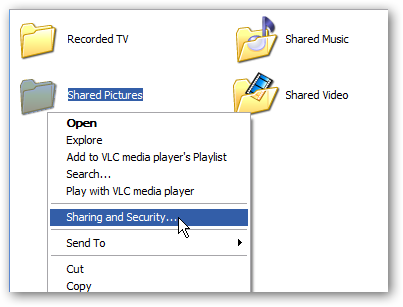 Recorded TV
Shared Music
Shared Pictures
Shared Video
Open
Explore
Add to VLC media player's Playlist
Search...
Play with VLC media player
Sharing and Security...
Send To
Cut
Copy